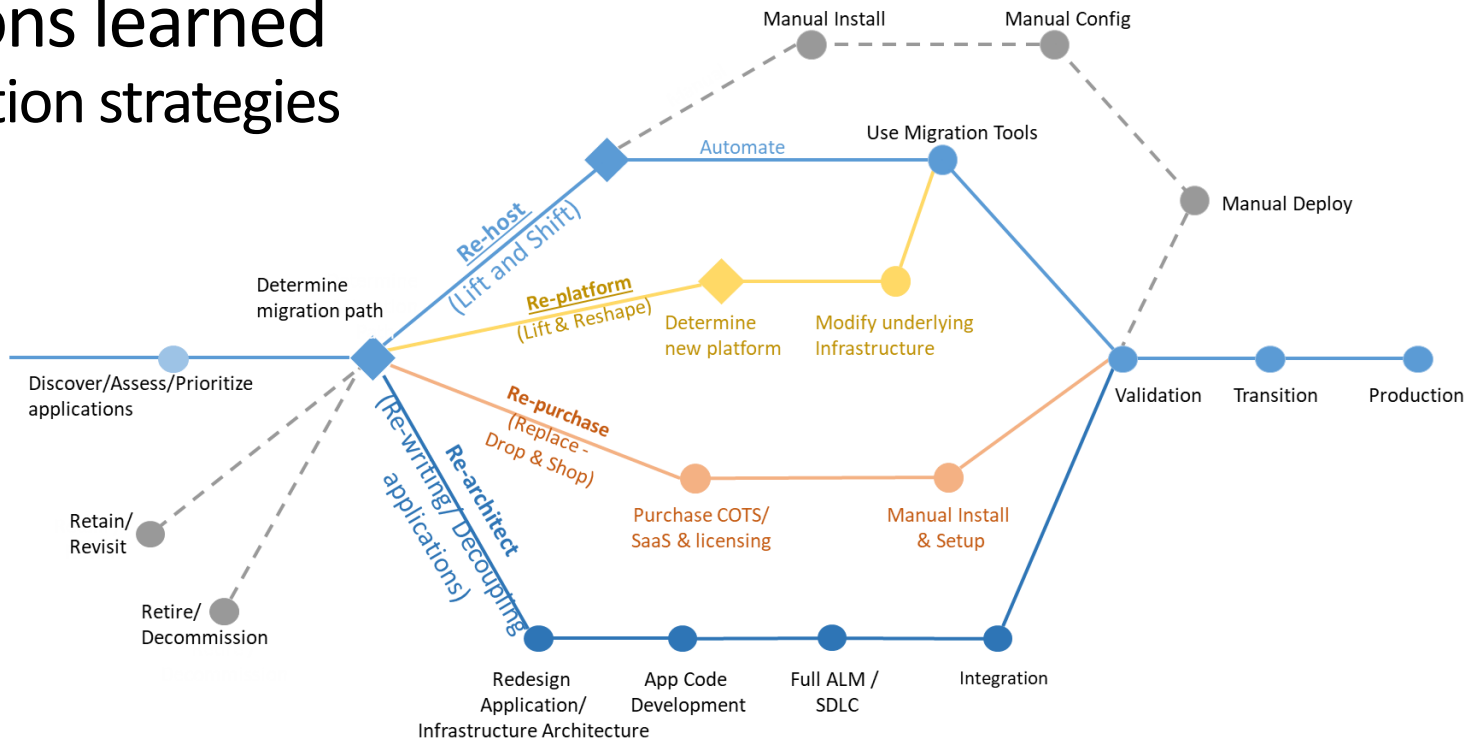 ons learned
tion strategies
Manual Install
Manual Config
Automate
Use Migration Tools
Manual Deploy
Re-host
(Lift and Shift)
Determine
migration path
Re-platform
(Lift & Reshape)
Determine
new platform
Modify underlying
Infrastructure
Discover/Assess/Prioritize
applications
Validation
Transition
Production
Re-purchase
(Replace -
Drop & Shop)
Re-architect
(Re-writing/ Decoupling
applications)
Retain/
Revisit
Purchase COTS/
SaaS & licensing
Manual Install
& Setup
Retire/
Decommission
Redesign
Application/
Infrastructure Architecture
App Code
Development
Full ALM /
SDLC
Integration